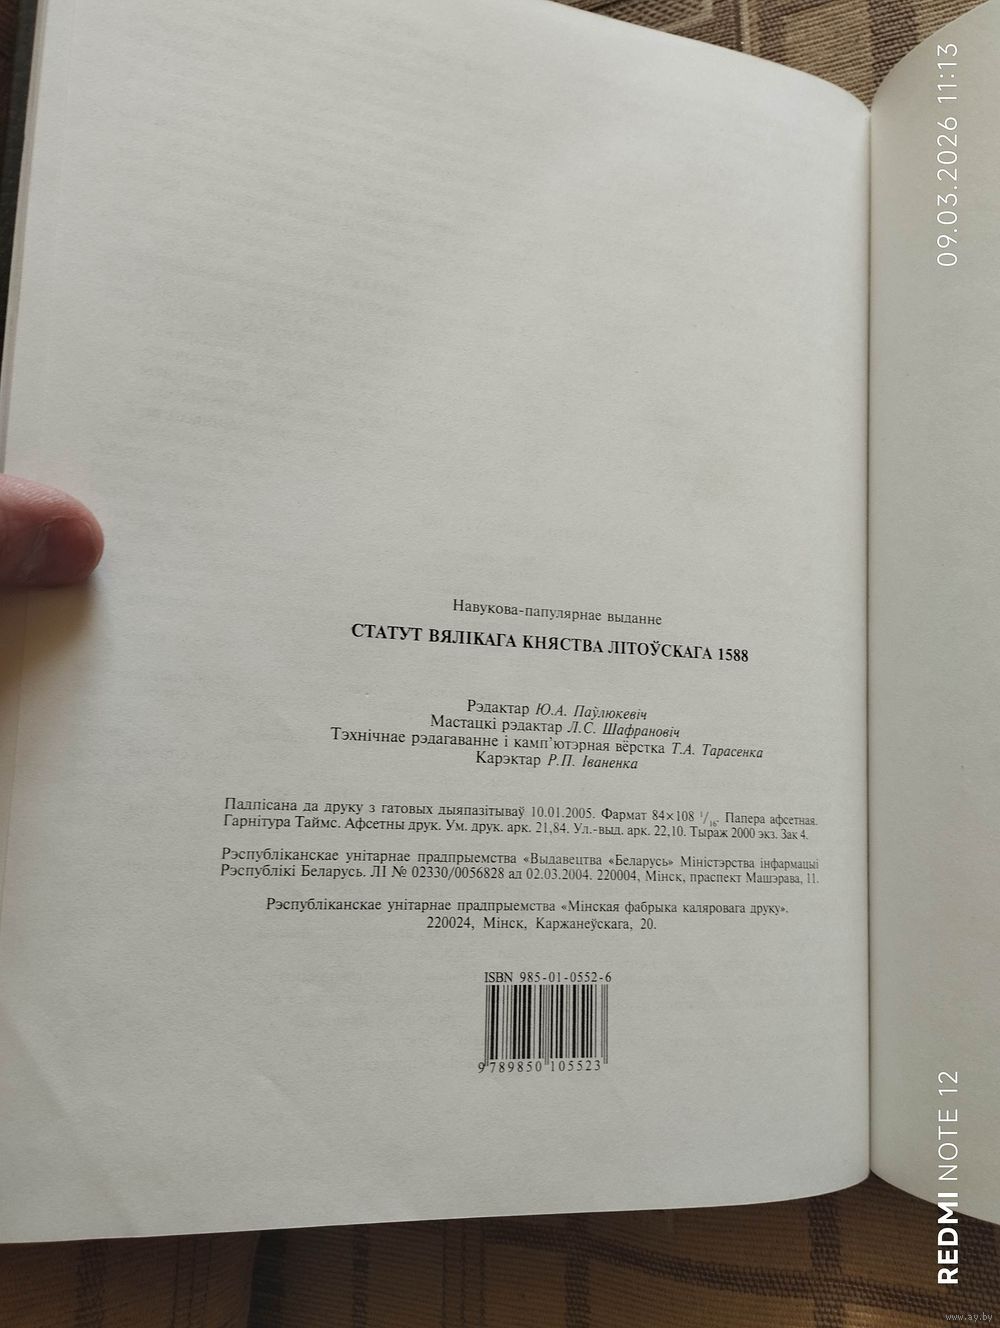 Навукова-папулярнае выданне
СТАТУТ ВЯЛІКАГА КНЯСТВА ЛІТОЎСКАГА 1588
Рэдактар Ю.А. Паўлюкевіч
Мастацкі рэдактар Л.С. Шафрановіч
Тэхнічнае рэдагаванне і камп'ютэрная вёрстка Т.А. Тарасенка
Карэктар Р.П. Іваненка
Падпісана да друку з гатовых дыяпазітываў 10.01.2005. Фармат 84×108 1/16. Папера афсетная.
Гарнітура Таймс. Афсетны друк. Ум. друк. арк. 21,84. Ул.-выд. арк. 22,10. Тыраж 2000 экз. Зак 4.
Рэспубліканскае унітарнае прадпрыемства «Выдавецтва «Беларусь» Міністэрства інфармацыі
Рэспублікі Беларусь. ЛІ № 02330/0056828 ад 02.03.2004. 220004, Мінск, праспект Машэрава, 11.
Рэспубліканскае унітарнае прадпрыемства «Мінская фабрыка каляровага друку».
220024, Мінск, Каржанеўскага, 20.
ISBN 985-01-0552-6
9 789850 105523
09.03.2026 11:13
REDMI NOTE 12
www.ay.by